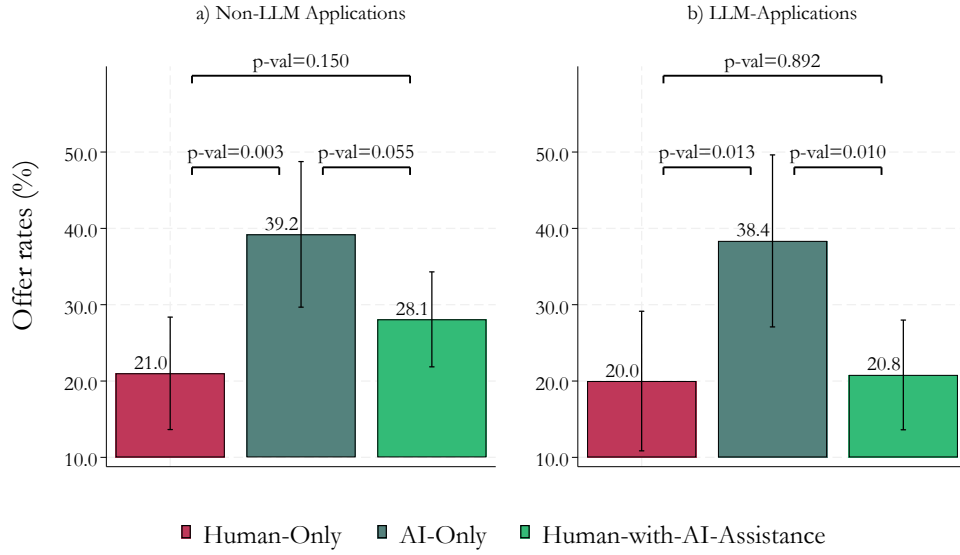 a) Non-LLM Applications
b) LLM-Applications
p-val=0.150
p-val=0.892
p-val=0.003
p-val=0.055
p-val=0.013
p-val=0.010
Offer rates (%)
50.0
40.0
30.0
20.0
10.0
21.0
39.2
28.1
50.0
40.0
30.0
20.0
10.0
20.0
38.4
20.8
Human-Only
AI-Only
Human-with-AI-Assistance